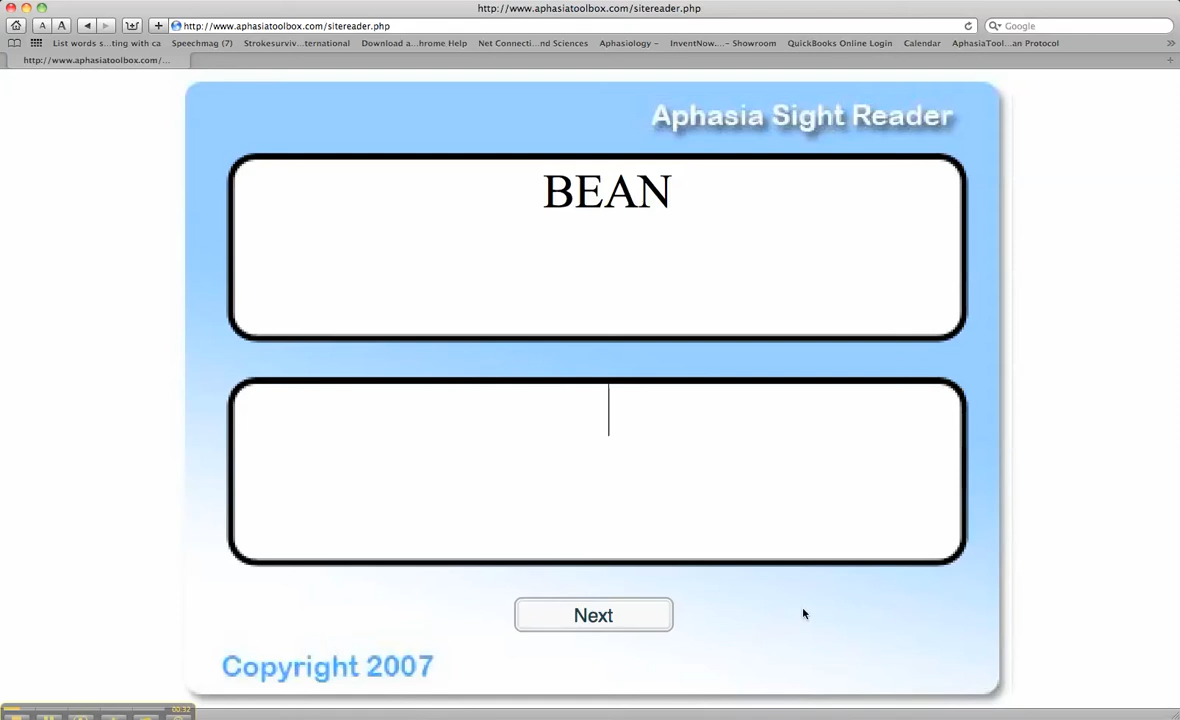 http://www.aphasiatoolbox.com/sitereader.php
A A http://www.aphasiatoolbox.com/sitereader.php Google
List words s...ting with ca Speechmag (7) Strokesurviv...ternational Download a...hrome Help Net Connecti...nd Sciences Aphasiology – InventNow.... – Showroom QuickBooks Online Login Calendar AphasiaTool...an Protocol
http://www.aphasiatoolbox.com/...
Aphasia Sight Reader
BEAN
Next
Copyright 2007
00:32